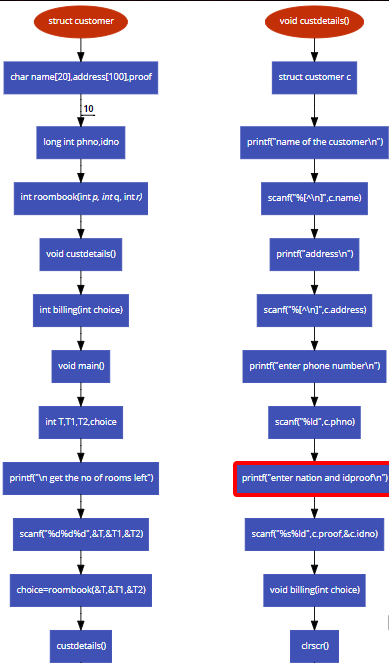 struct customer
char name[20],address[100],proof
10
long int phno,idno
int roombook(int p, int q, int r)
void custdetails()
int billing(int choice)
void main()
int T,T1,T2,choice
printf("\n get the no of rooms left")
scanf("%d%d%d",&T,&T1,&T2)
choice=roombook(&T,&T1,&T2)
custdetails()
void custdetails()
struct customer c
printf("name of the customer\n")
scanf("%[^\n]",c.name)
printf("address\n")
scanf("%[^\n]",c.address)
printf("enter phone number\n")
scanf("%ld",c.phno)
printf("enter nation and idproof\n")
scanf("%s%ld",c.proof,&c.idno)
void billing(int choice)
clrscr()